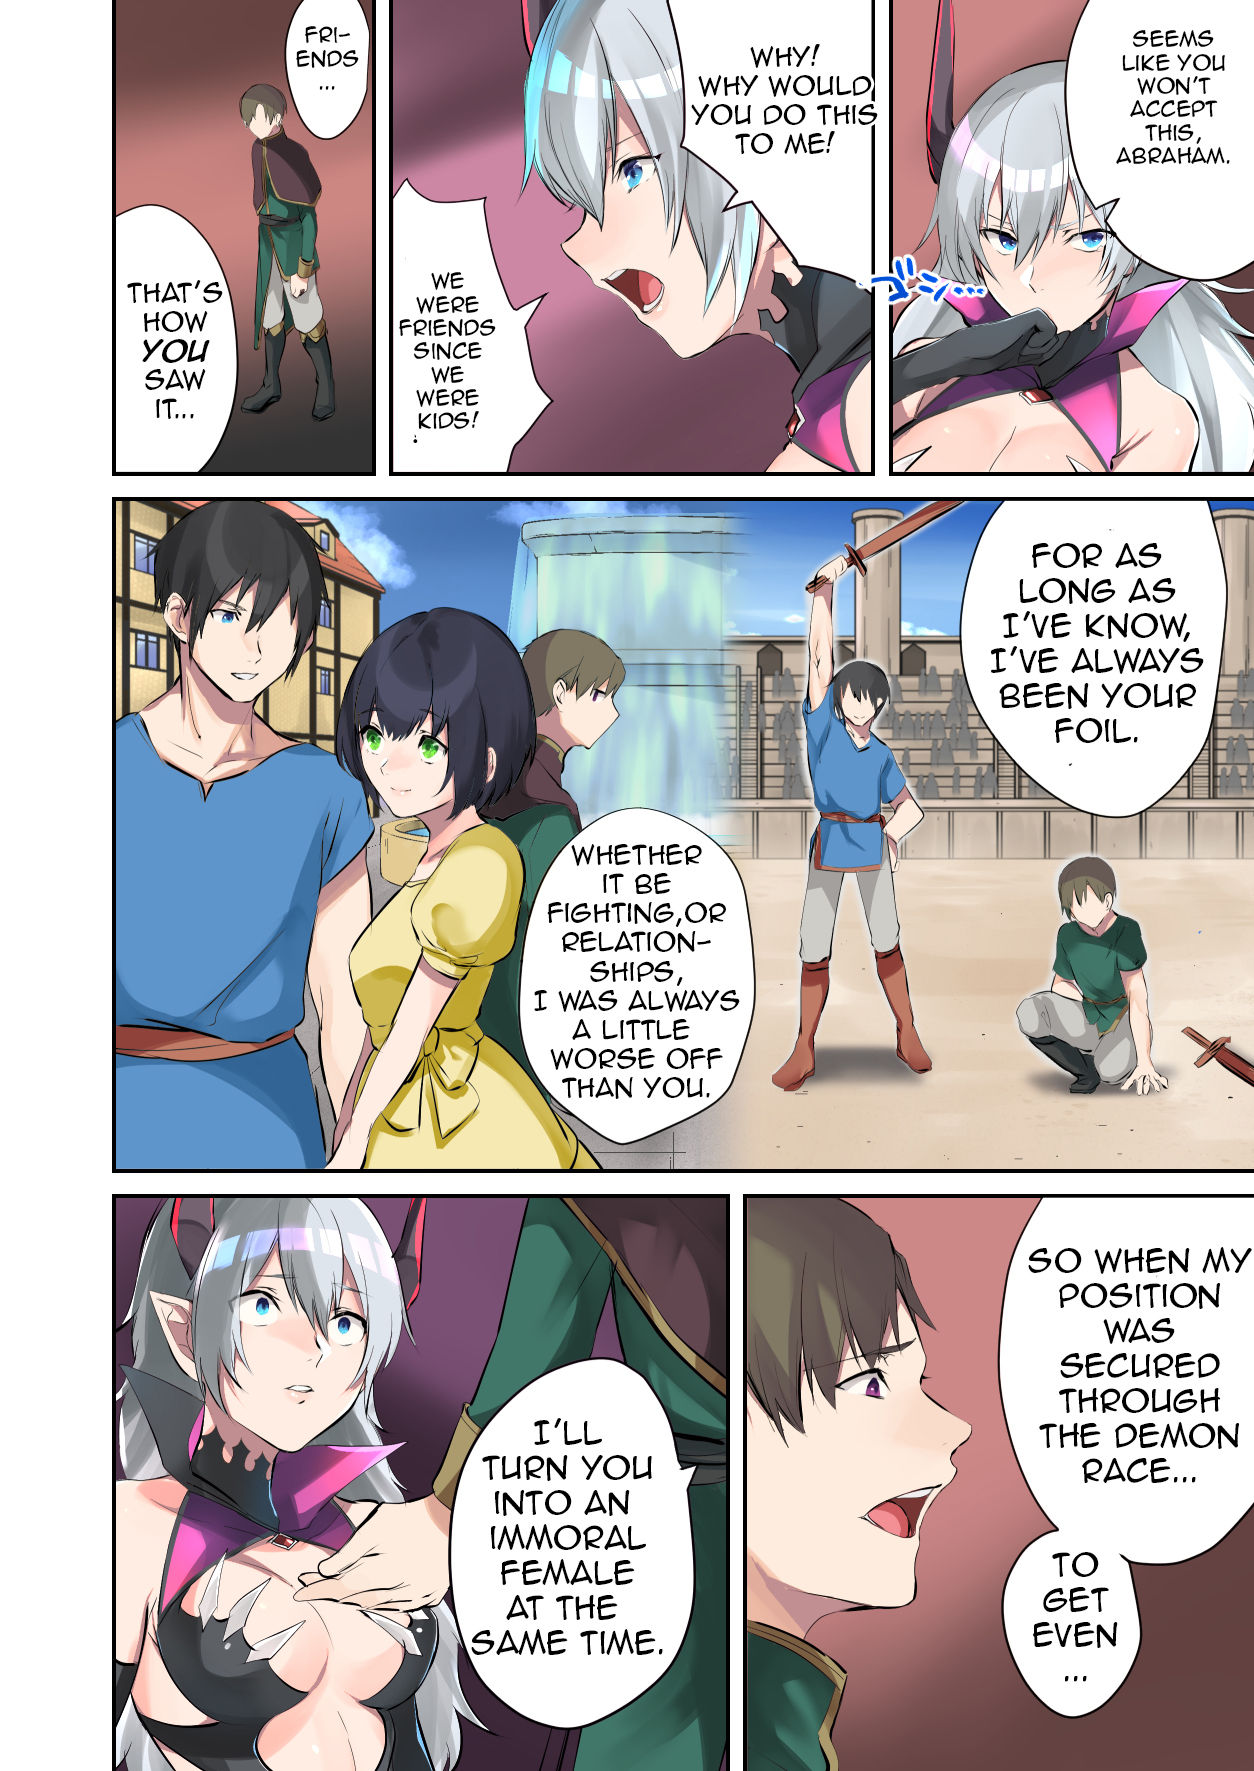 SEEMS
LIKE YOU
WON'T
ACCEPT
THIS,
ABRAHAM.
ゴシ...
WHY!
WHY WOULD
YOU DO THIS
TO ME!
WE
WERE
FRIENDS
SINCE
WE
WERE
KIDS!
FRI-
ENDS
...
THAT'S
HOW
YOU
SAW
IT...
FOR AS
LONG AS
I'VE KNOW,
I'VE ALWAYS
BEEN YOUR
FOIL.
WHETHER
IT BE
FIGHTING,OR
RELATION-
SHIPS,
I WAS ALWAYS
A LITTLE
WORSE OFF
THAN YOU.
SO WHEN MY
POSITION
WAS
SECURED
THROUGH
THE DEMON
RACE...
TO
GET
EVEN
...
I'LL
TURN YOU
INTO AN
IMMORAL
FEMALE
AT THE
SAME TIME.